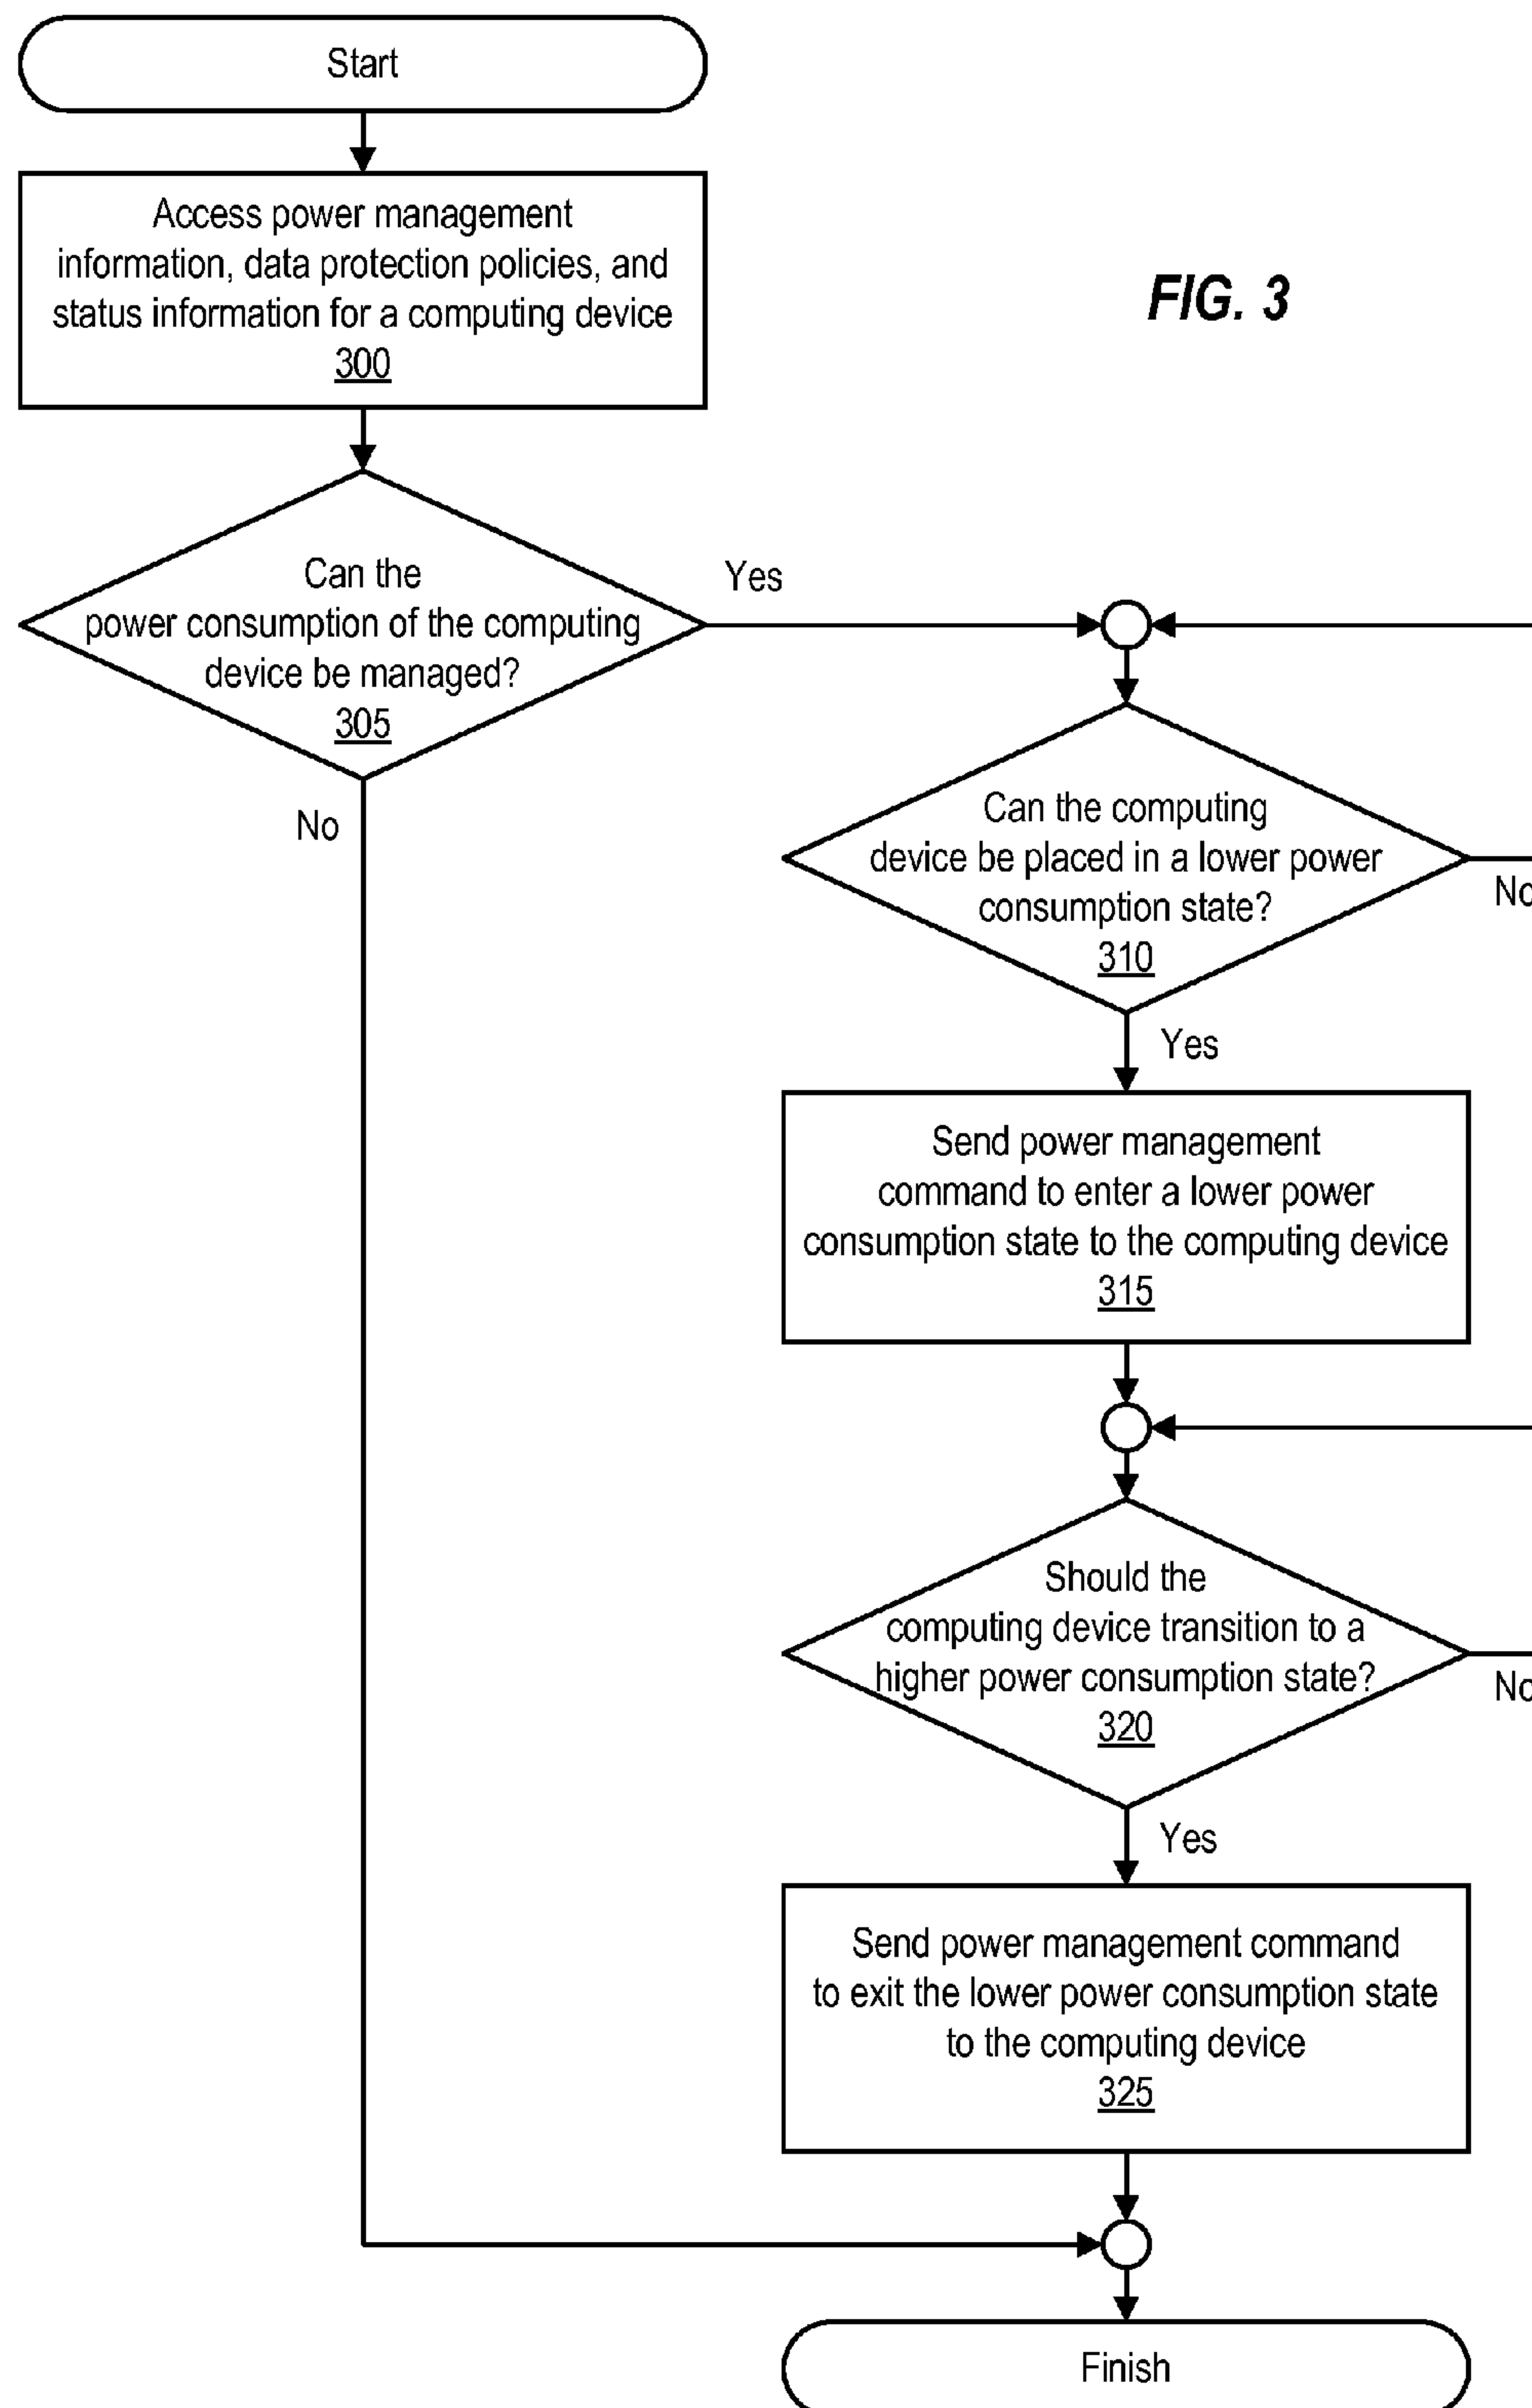 Start
Access power management
information, data protection policies, and
status information for a computing device
300
FIG. 3
Can the
power consumption of the computing
device be managed?
305
Yes
No
Can the computing
device be placed in a lower power
consumption state?
310
No
Yes
Send power management
command to enter a lower power
consumption state to the computing device
315
Should the
computing device transition to a
higher power consumption state?
320
No
Yes
Send power management command
to exit the lower power consumption state
to the computing device
325
Finish